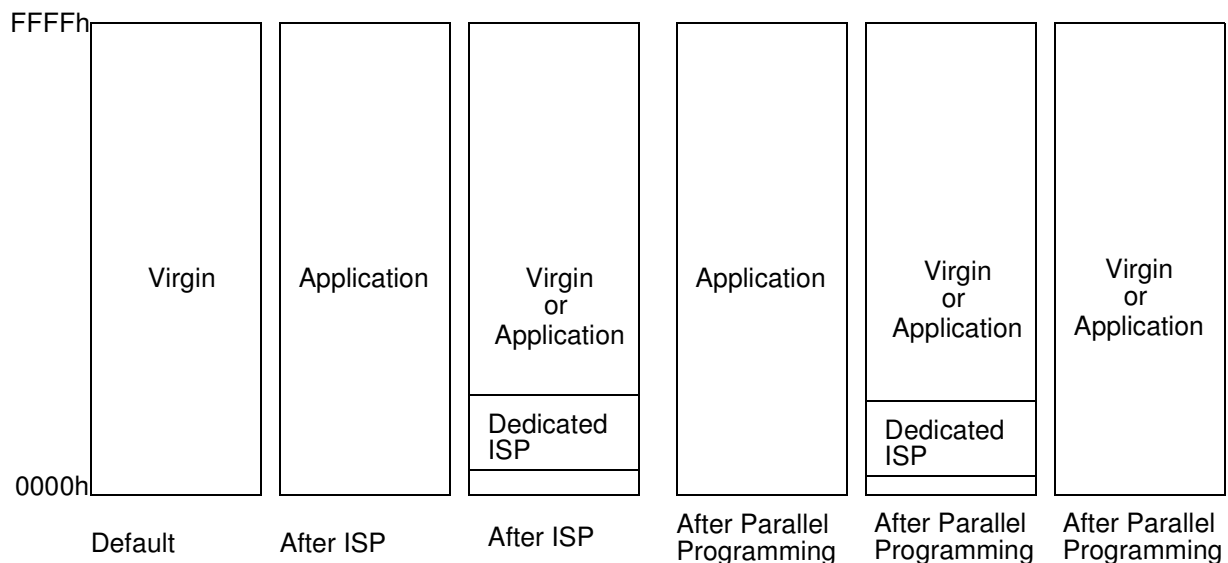 FFFFh
Virgin
Application
Virgin
or
Application
Dedicated
ISP
Application
Virgin
or
Application
Dedicated
ISP
Virgin
or
Application
0000h
Default
After ISP
After ISP
After Parallel
Programming
After Parallel
Programming
After Parallel
Programming